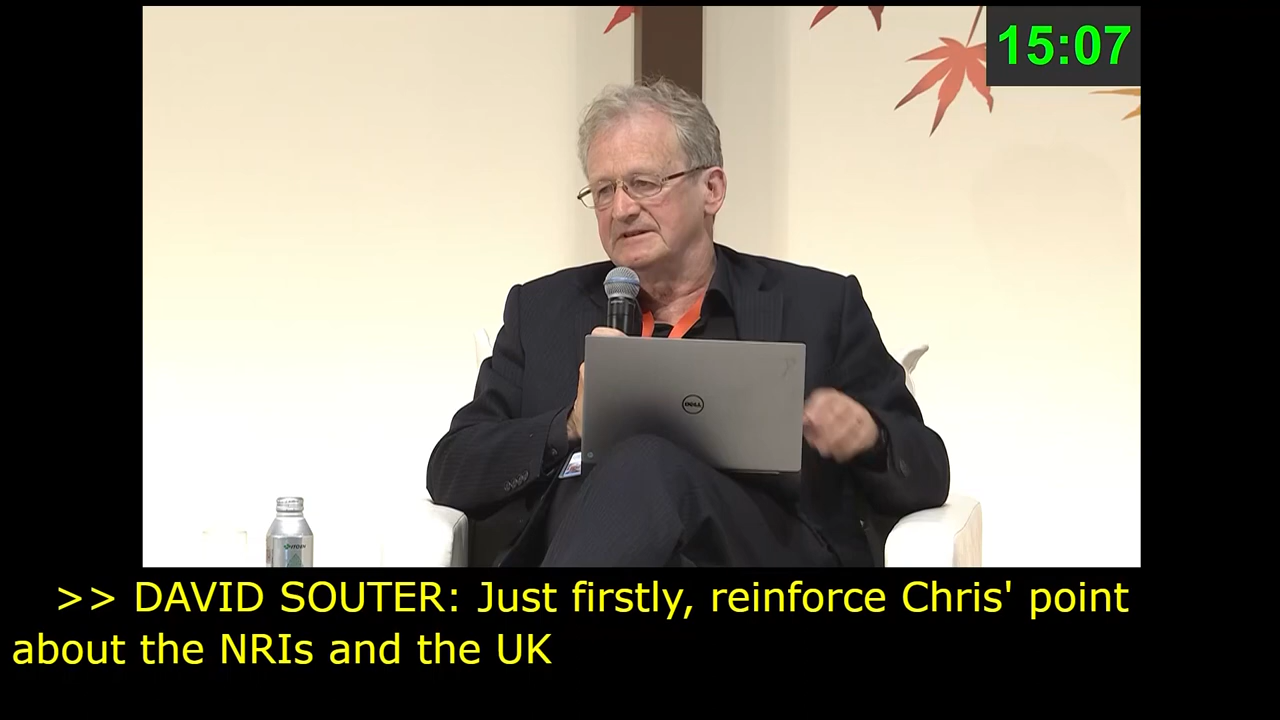 15:07
DELL
>> DAVID SOUTER: Just firstly, reinforce Chris' point
about the NRIs and the UK